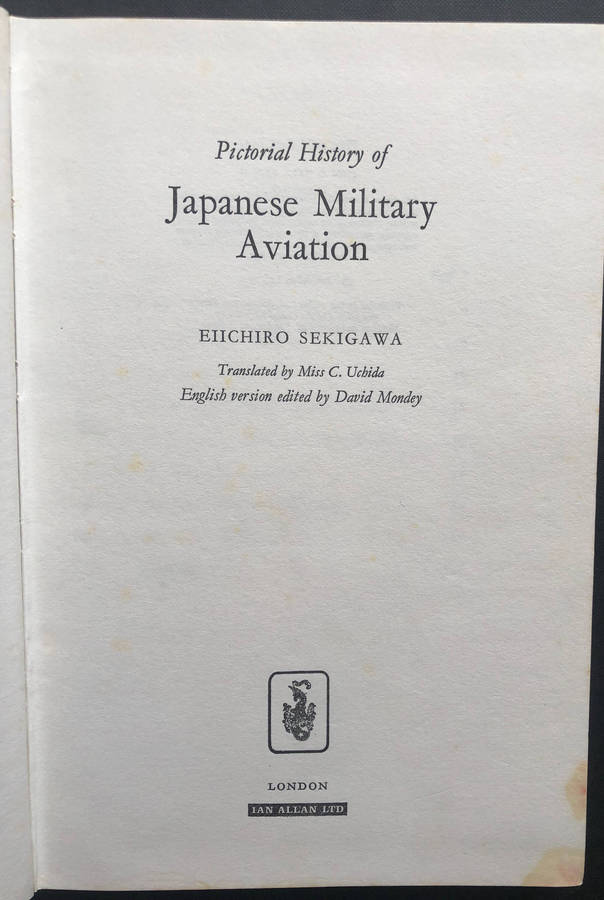 Pictorial History of
Japanese Military
Aviation
EIICHIRO SEKIGAWA
Translated by Miss C. Uchida
English version edited by David Mondey
LONDON
IAN ALLAN LTD